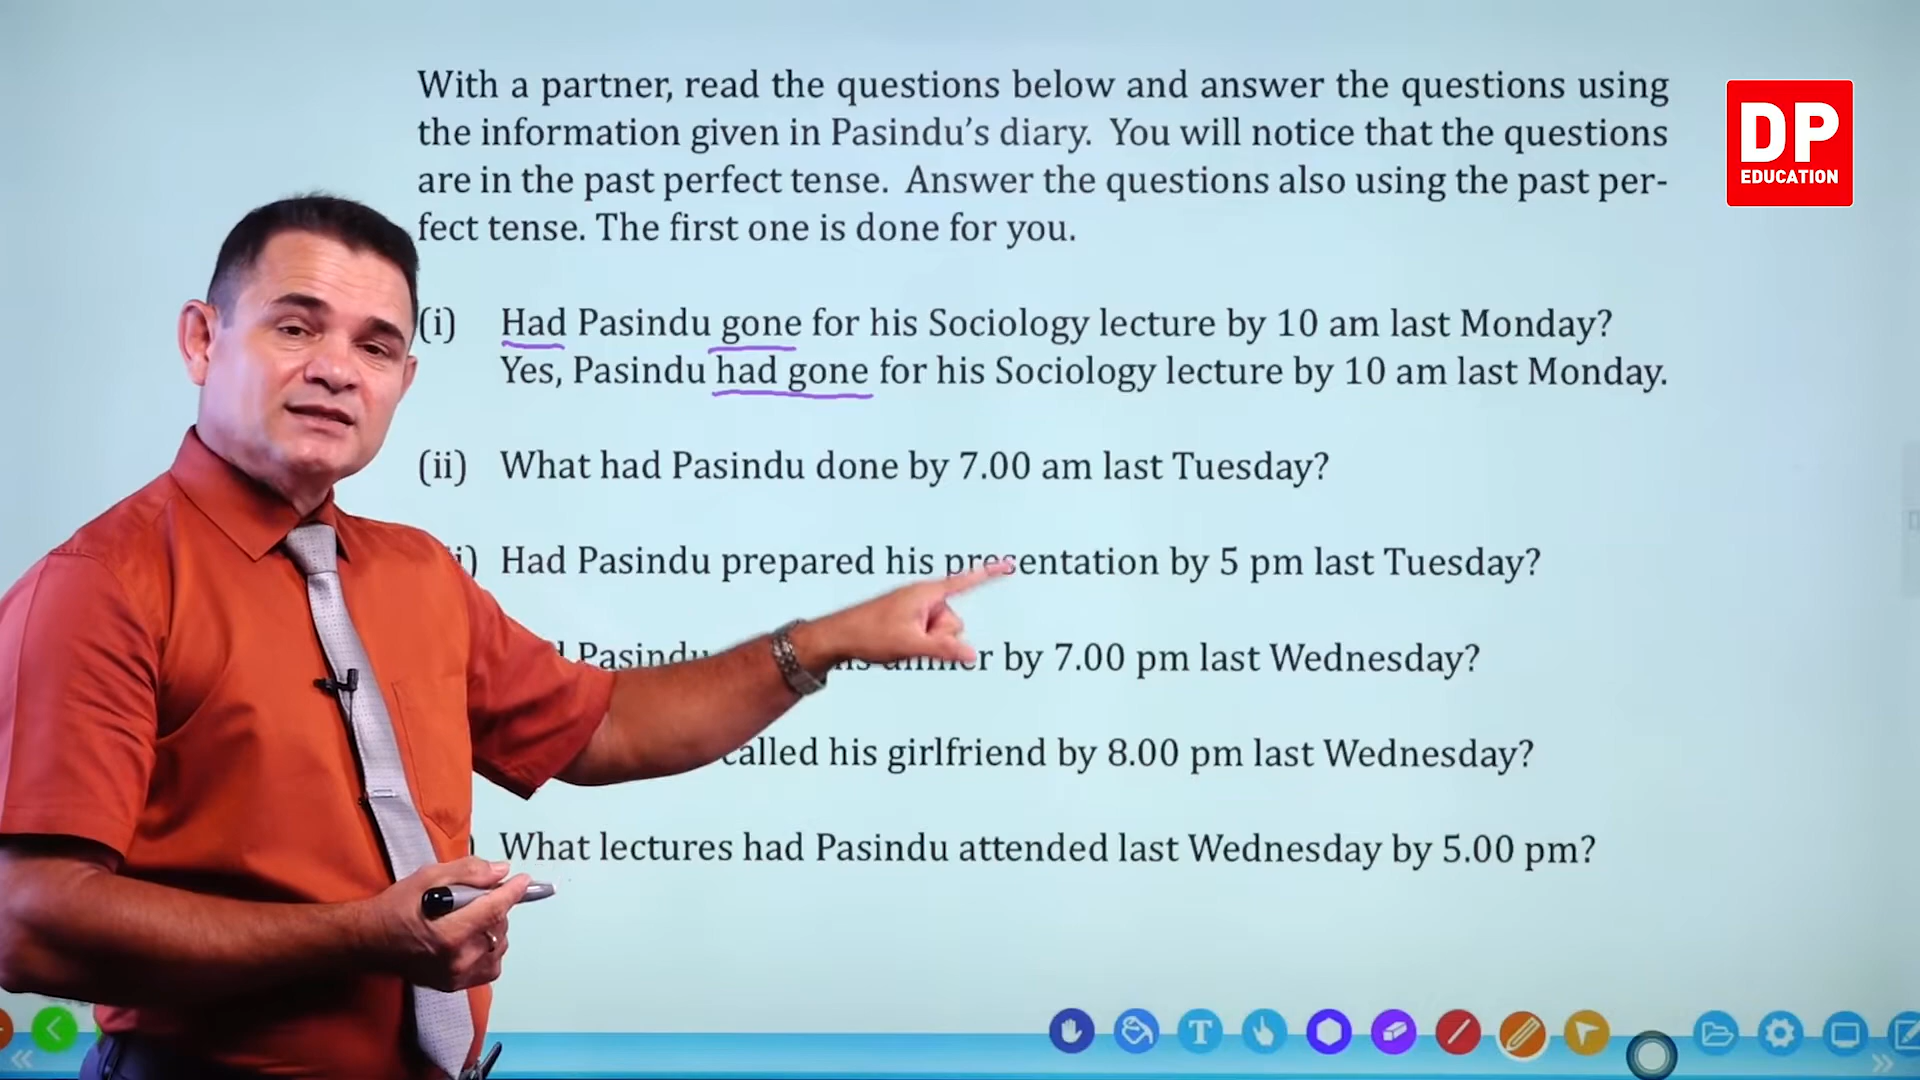 With a partner, read the questions below and answer the questions using
the information given in Pasindu’s diary. You will notice that the questions
are in the past perfect tense. Answer the questions also using the past per-
fect tense. The first one is done for you.
DP
EDUCATION
(i) Had Pasindu gone for his Sociology lecture by 10 am last Monday?
Yes, Pasindu had gone for his Sociology lecture by 10 am last Monday.
(ii) What had Pasindu done by 7.00 am last Tuesday?
Had Pasindu prepared his presentation by 5 pm last Tuesday?
Pasindu dinner by 7.00 pm last Wednesday?
called his girlfriend by 8.00 pm last Wednesday?
What lectures had Pasindu attended last Wednesday by 5.00 pm?